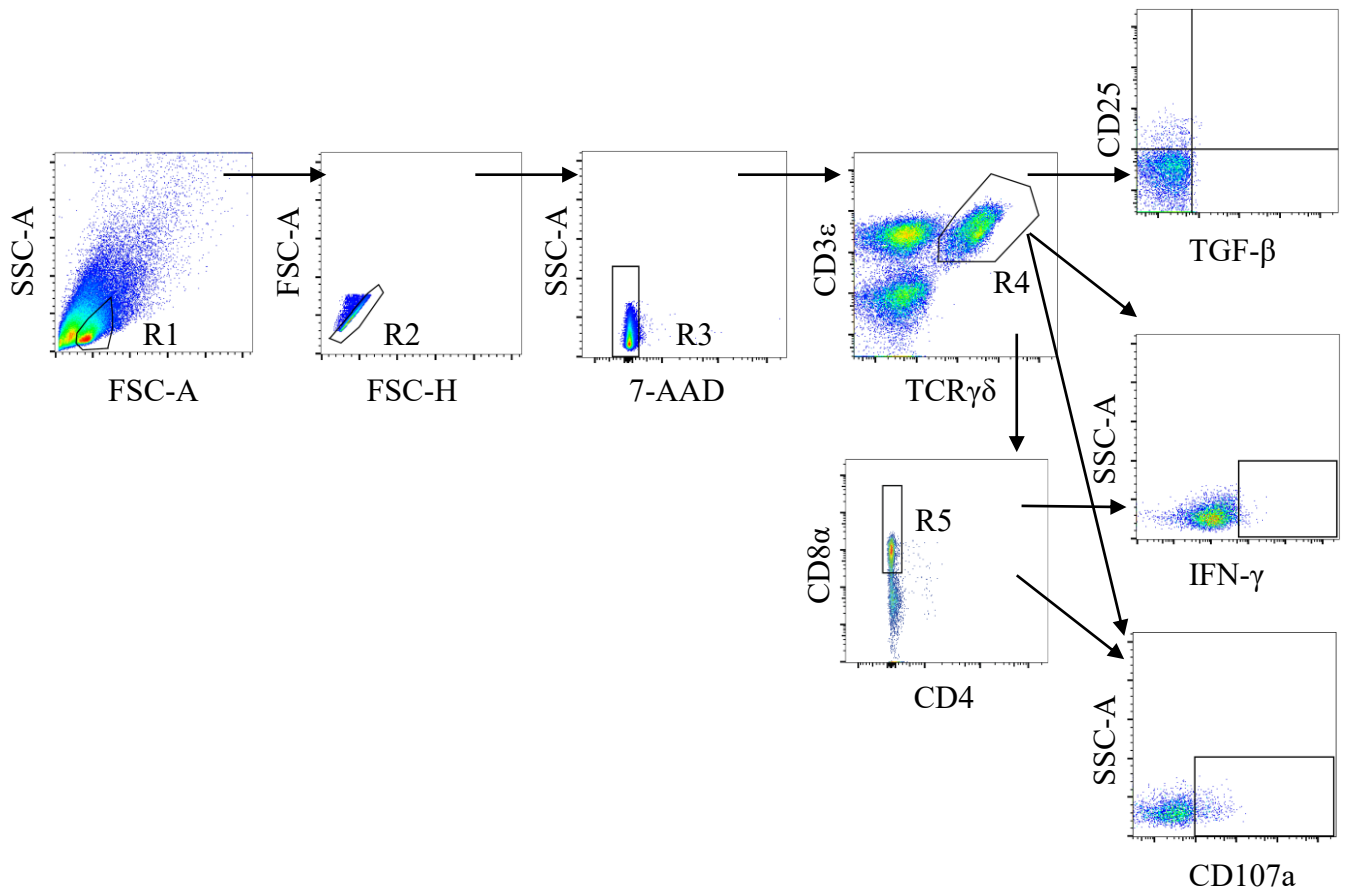 CD25
TGF-β
SSC-A
R1
FSC-A
FSC-A
R2
FSC-H
SSC-A
R3
7-AAD
CD3ε
R4
TCRγδ
SSC-A
IFN-γ
CD8α
R5
CD4
SSC-A
CD107a